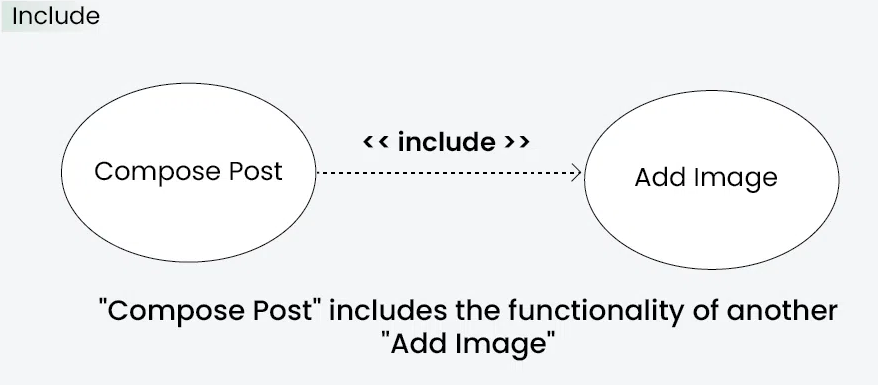 Include
<< include >>
Compose Post
Add Image
"Compose Post" includes the functionality of another
"Add Image"